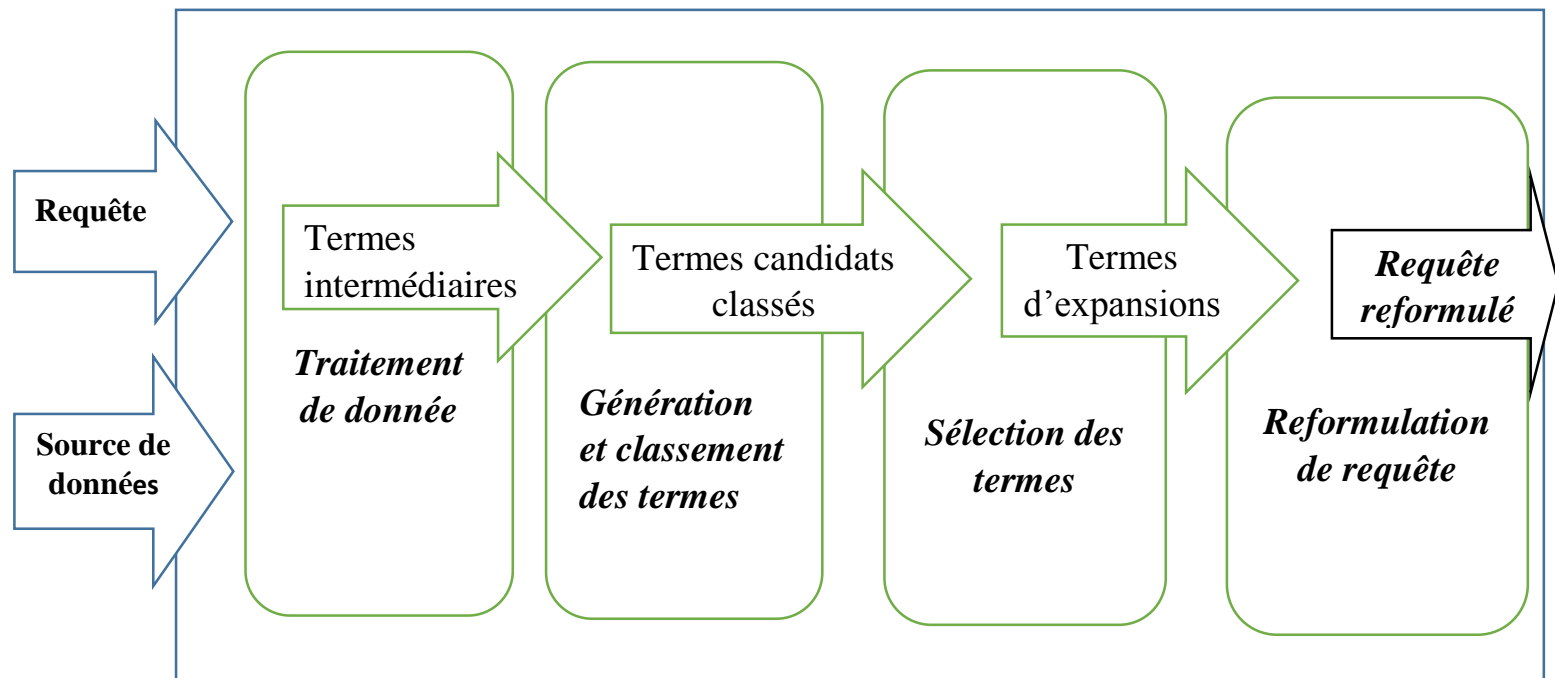 Requête
Source de
données
Termes
intermédiaires
Traitement
de donnée
Termes candidats
classés
Génération
et classement
des termes
Termes
d’expansions
Sélection des
termes
Requête
reformulé
Reformulation
de requête